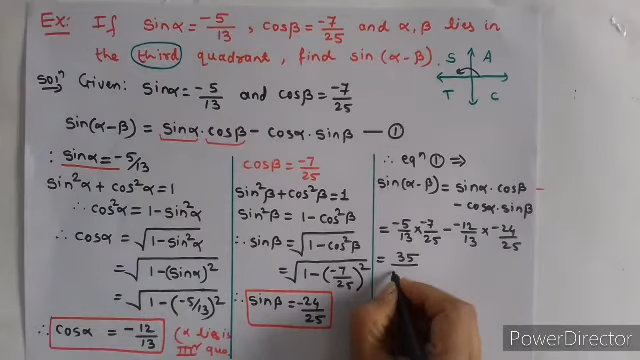 Ex: If sinα = -5/13 , cosβ = -7/25 and α, β lies in
the third quadrant, find sin(α-β).
S A
T C
Solⁿ Given: sinα = -5/13 and cosβ = -7/25
sin(α-β) = sinα·cosβ - cosα·sinβ — ①
: sinα = -5/13
sin²α + cos²α = 1
∴ cos²α = 1 - sin²α
∴ cosα = √(1 - sin²α)
= √(1 - (sinα)²)
= √(1 - (-5/13)²)
∴ cosα = -12/13 (α lies is
III quad
cosβ = -7/25
sin²β + cos²β = 1
sin²β = 1 - cos²β
∴ sinβ = √(1 - cos²β)
= √(1 - (-7/25)²)
∴ sinβ = -24/25
∴ eqⁿ ① ⇒
sin(α-β) = sinα·cosβ
- cosα·sinβ
= -5/13 × -7/25 - -12/13 × -24/25
= 35
PowerDirector